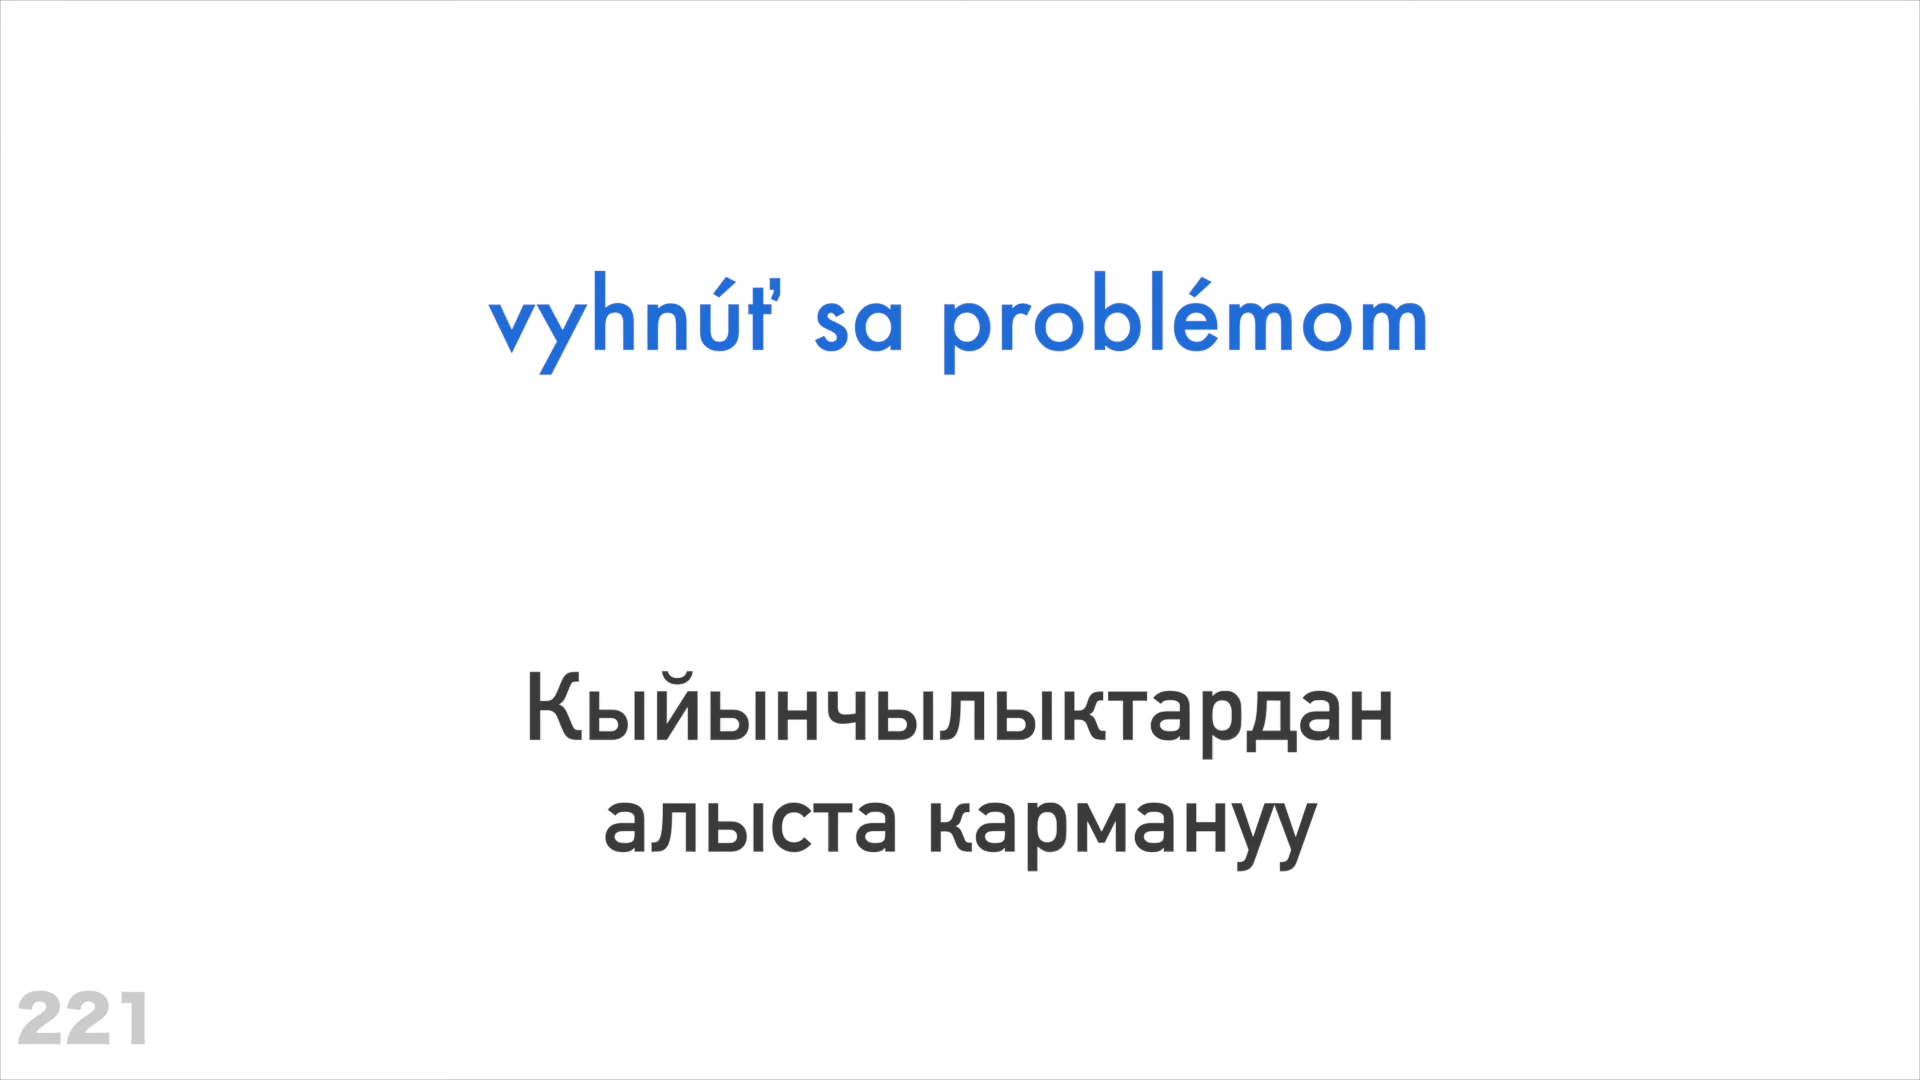 vyhnúť sa problémom
Кыйынчылыктардан
алыста кармануу
221